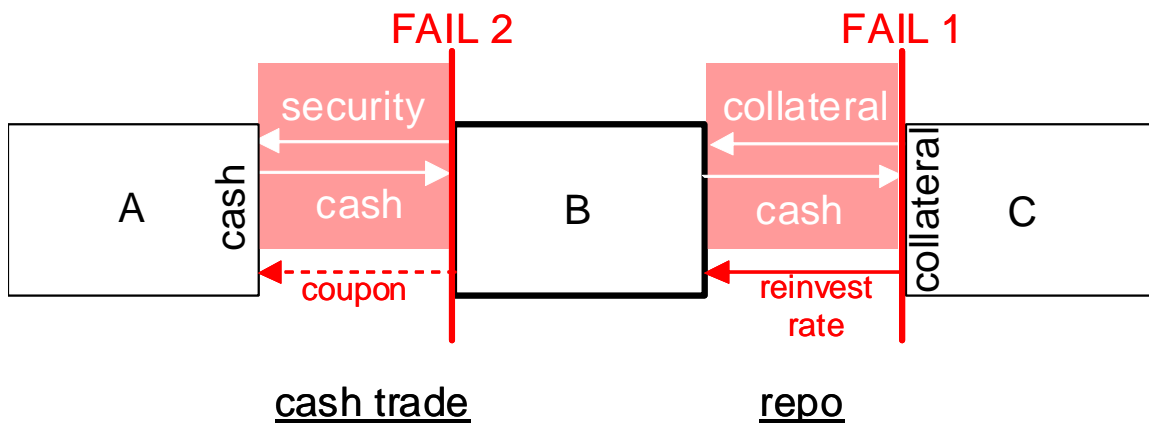 FAIL 2
FAIL 1
security
collateral
A
cash
cash
B
cash
collateral
C
coupon
reinvest
rate
cash trade
repo